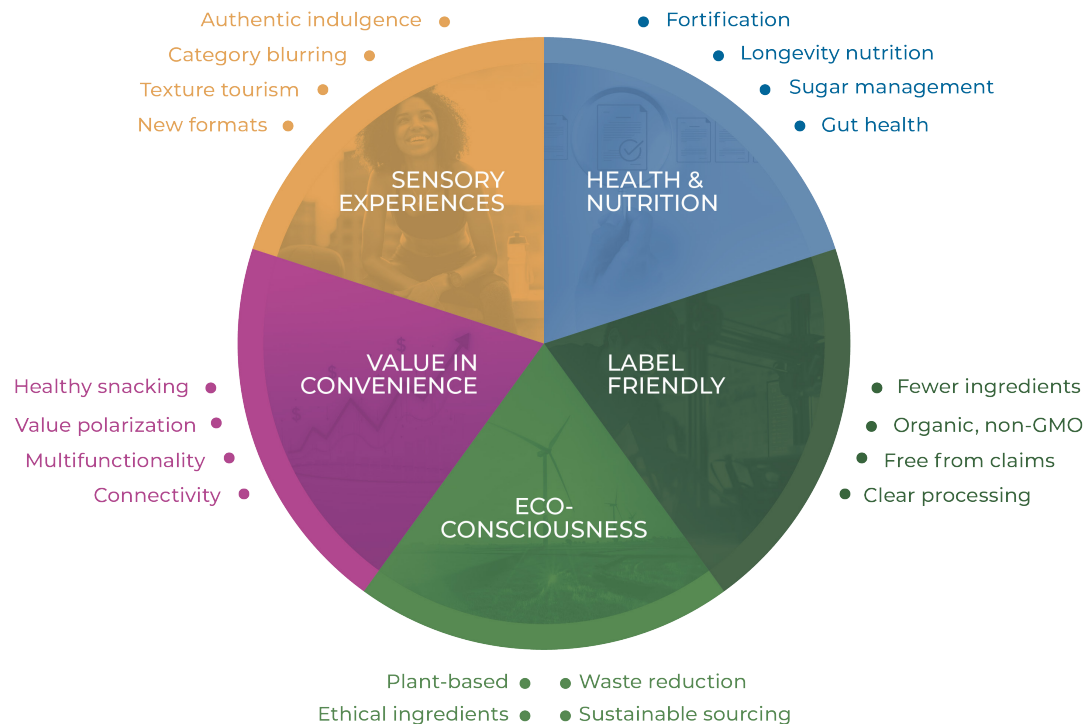 Authentic indulgence
Category blurring
Texture tourism
New formats
SENSORY
EXPERIENCES
Fortification
Longevity nutrition
Sugar management
Gut health
HEALTH &
NUTRITION
Healthy snacking
Value polarization
Multifunctionality
Connectivity
VALUE IN
CONVENIENCE
LABEL
FRIENDLY
Fewer ingredients
Organic, non-GMO
Free from claims
Clear processing
ECO-
CONSCIOUSNESS
Plant-based
Ethical ingredients
Waste reduction
Sustainable sourcing
$
$